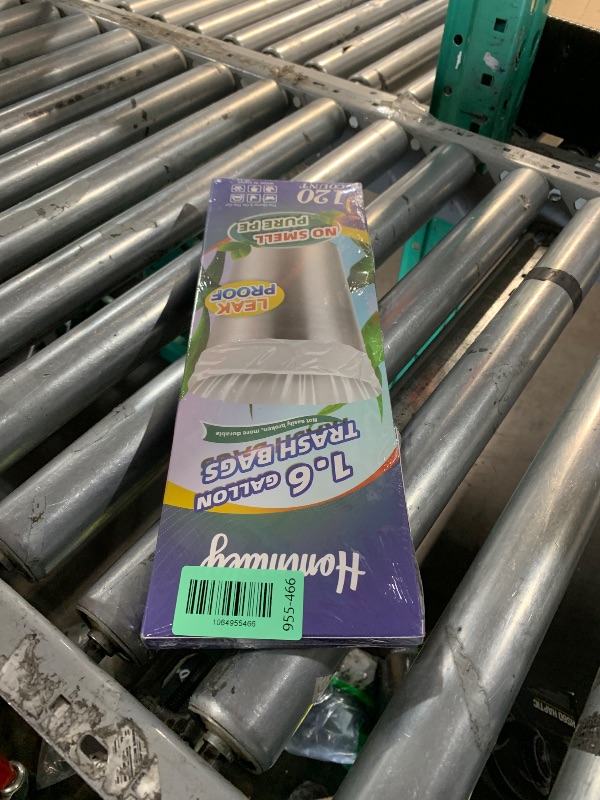 Hommaly
1.6 GALLON
TRASH BAGS
Not easily broken, more durable
LEAK
PROOF
NO SMELL
PURE PE
120
COUNT
1064955466
955-466